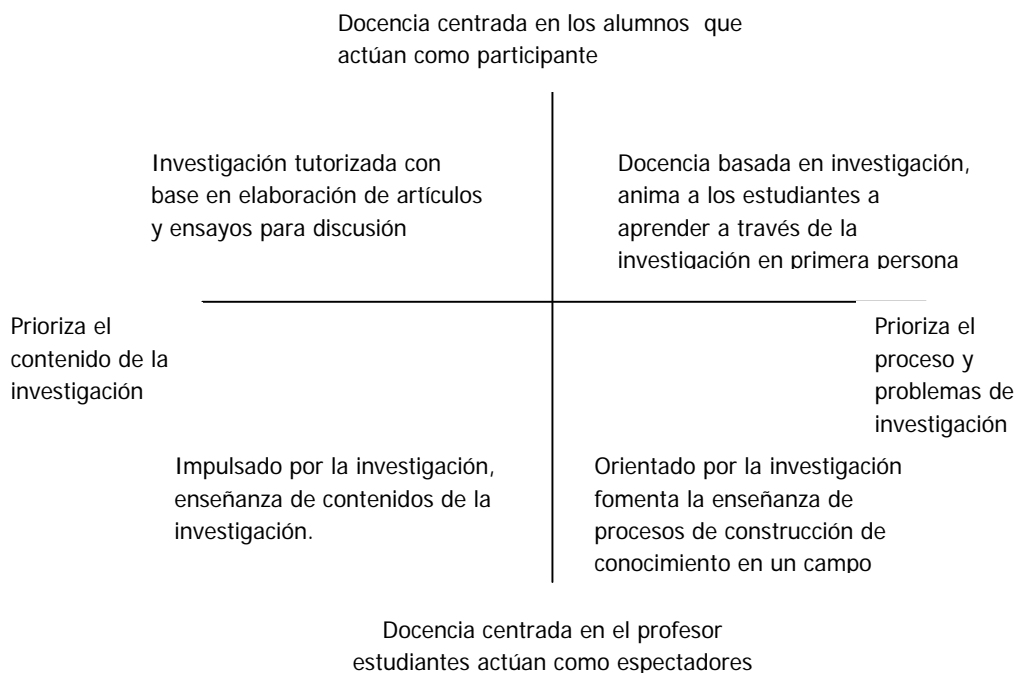 Docencia centrada en los alumnos que
actúan como participante
Investigación tutorizada con
base en elaboración de artículos
y ensayos para discusión
Docencia basada en investigación,
anima a los estudiantes a
aprender a través de la
investigación en primera persona
Prioriza el
contenido de la
investigación
Prioriza el
proceso y
problemas de
investigación
Impulsado por la investigación,
enseñanza de contenidos de la
investigación.
Orientado por la investigación
fomenta la enseñanza de
procesos de construcción de
conocimiento en un campo
Docencia centrada en el profesor
estudiantes actúan como espectadores